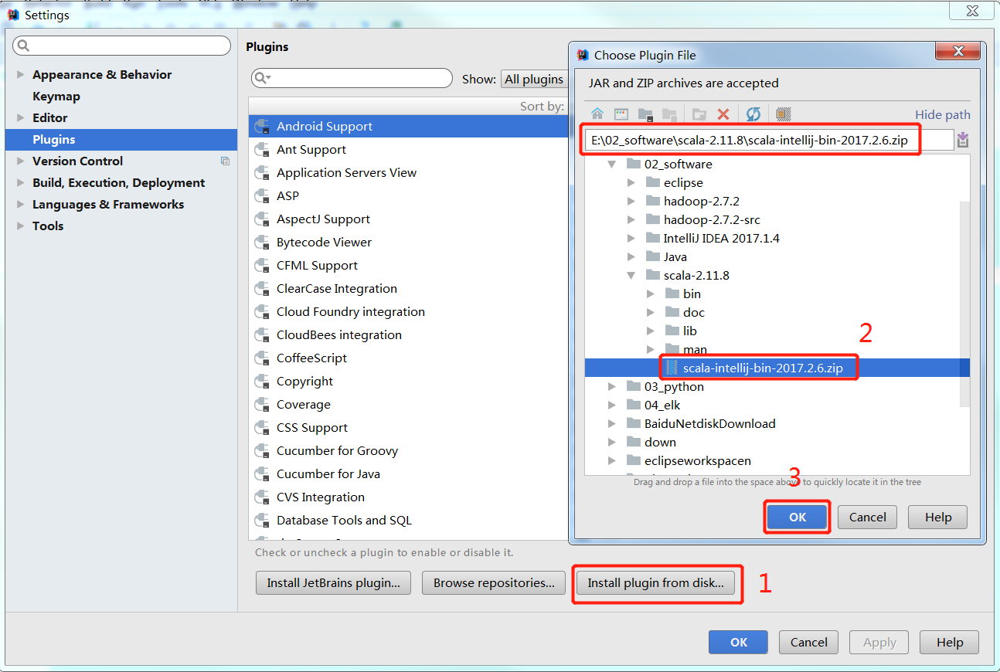 Settings
Appearance & Behavior
Keymap
Editor
Plugins
Version Control
Build, Execution, Deployment
Languages & Frameworks
Tools
Plugins
Show: All plugins
Sort by:
Android Support
Ant Support
Application Servers View
ASP
AspectJ Support
Bytecode Viewer
CFML Support
ClearCase Integration
Cloud Foundry integration
CloudBees integration
CoffeeScript
Copyright
Coverage
CSS Support
Cucumber for Groovy
Cucumber for Java
CVS Integration
Database Tools and SQL
Check or uncheck a plugin to enable or disable it.
Install JetBrains plugin...
Browse repositories...
Install plugin from disk...
1
Choose Plugin File
JAR and ZIP archives are accepted
Hide path
E:\02_software\scala-2.11.8\scala-intellij-bin-2017.2.6.zip
02_software
eclipse
hadoop-2.7.2
hadoop-2.7.2-src
IntelliJ IDEA 2017.1.4
Java
scala-2.11.8
bin
doc
lib
2
man
scala-intellij-bin-2017.2.6.zip
03_python
04_elk
BaiduNetdiskDownload
down
eclipseworkspacen
3
Drag and drop a file into the space above to quickly locate it in the tree
OK
Cancel
Help
OK
Cancel
Apply
Help